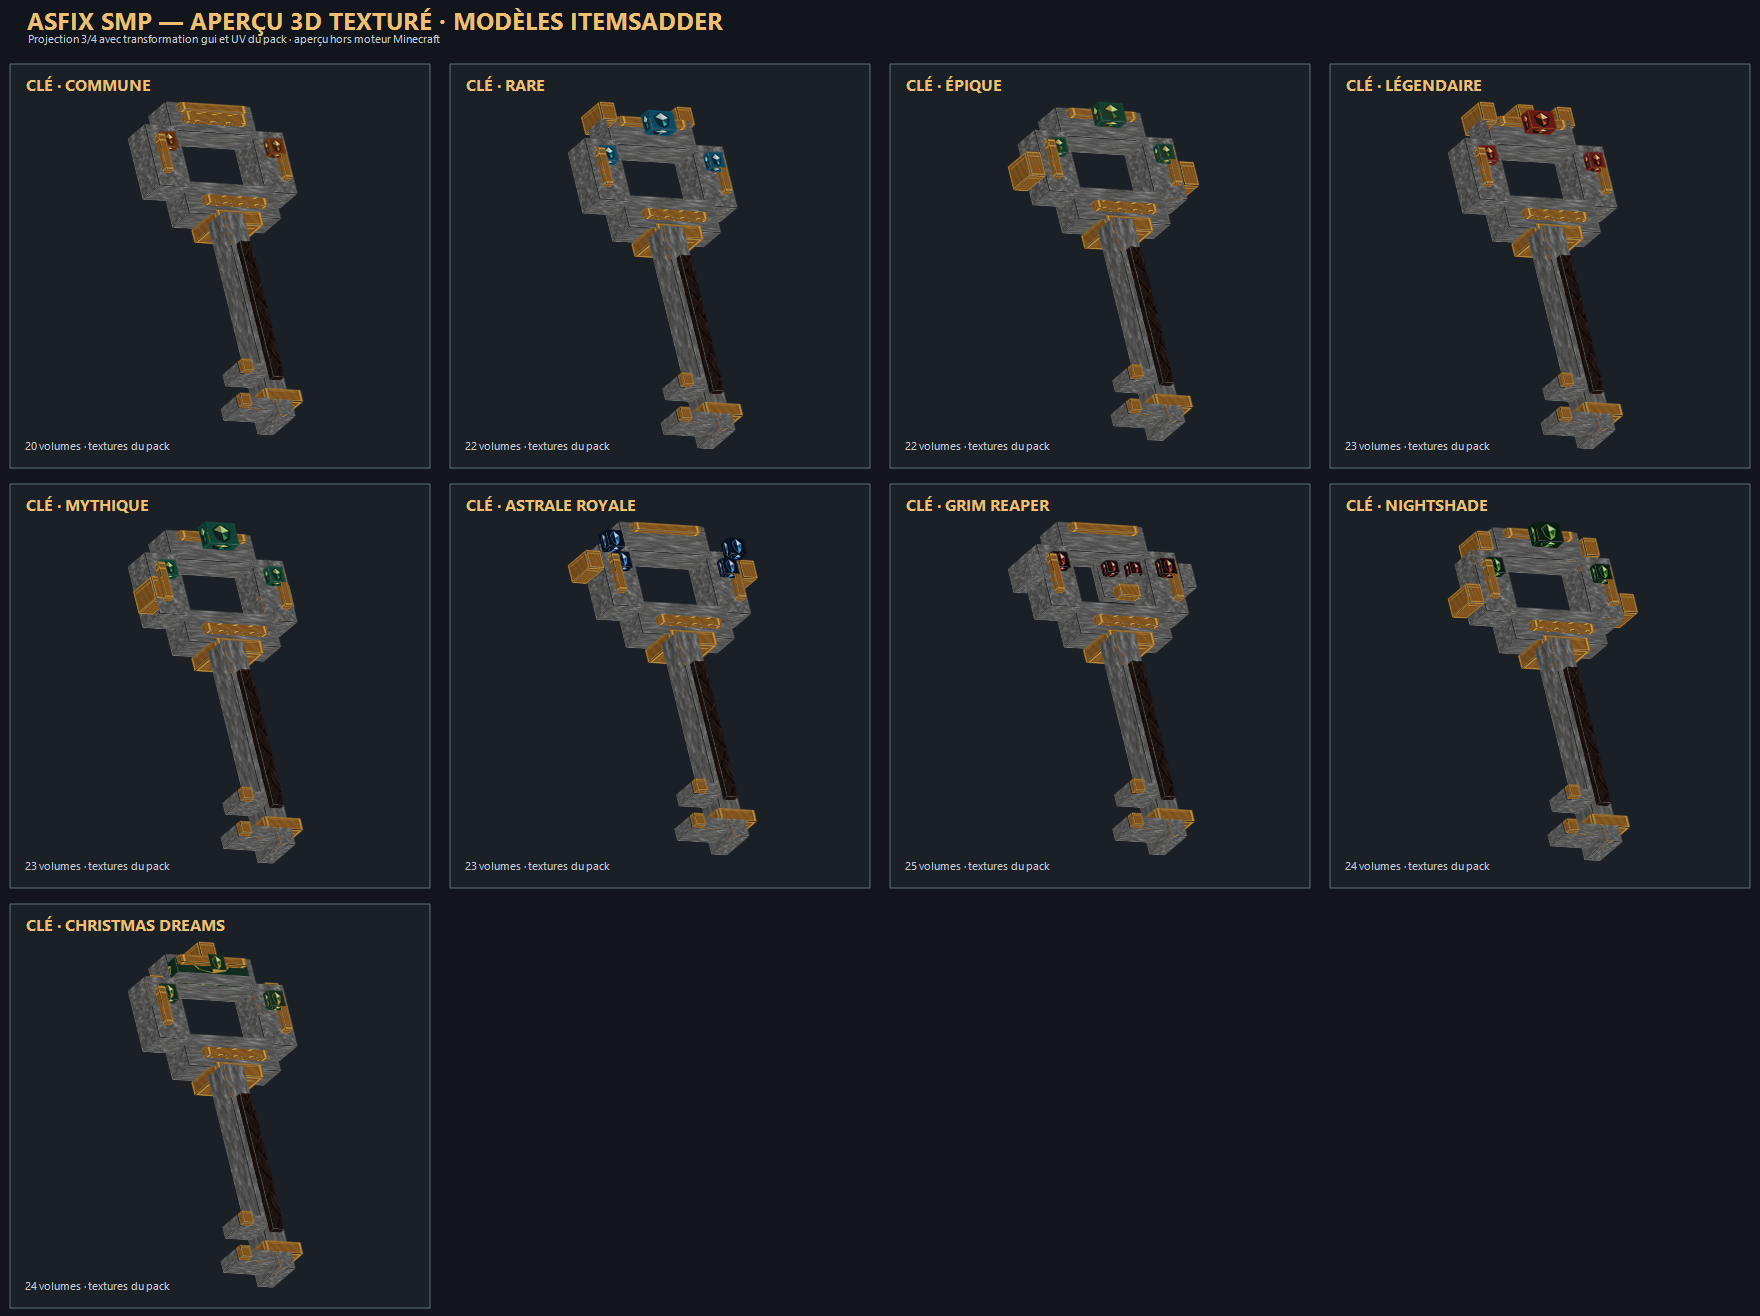 ASFIX SMP — APERÇU 3D TEXTURÉ · MODÈLES ITEMSADDER
Projection 3/4 avec transformation gui et UV du pack · aperçu hors moteur Minecraft
CLÉ · COMMUNE
20 volumes · textures du pack
CLÉ · RARE
22 volumes · textures du pack
CLÉ · ÉPIQUE
22 volumes · textures du pack
CLÉ · LÉGENDAIRE
23 volumes · textures du pack
CLÉ · MYTHIQUE
23 volumes · textures du pack
CLÉ · ASTRALE ROYALE
23 volumes · textures du pack
CLÉ · GRIM REAPER
25 volumes · textures du pack
CLÉ · NIGHTSHADE
24 volumes · textures du pack
CLÉ · CHRISTMAS DREAMS
24 volumes · textures du pack